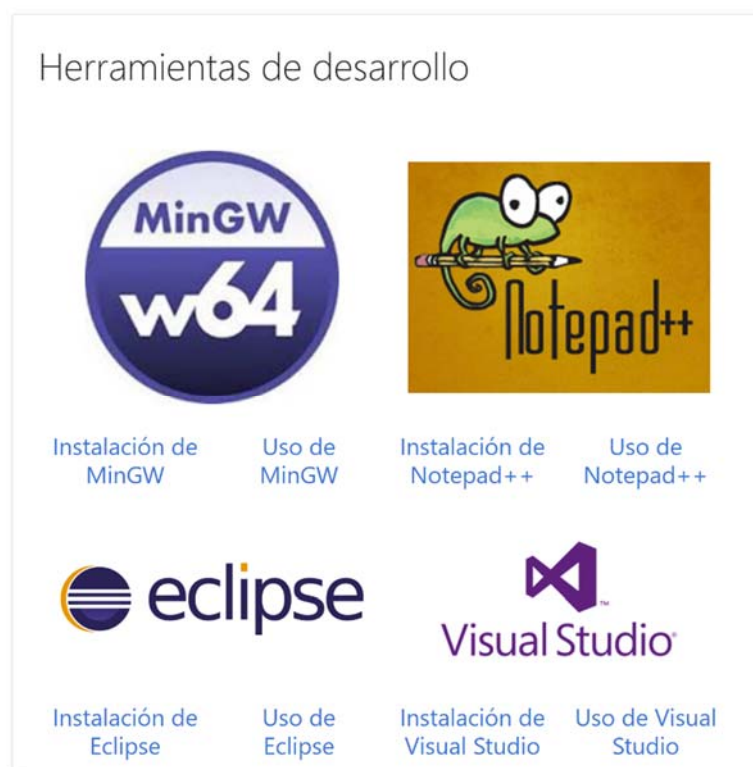 Herramientas de desarrollo
MinGW
w64
Notepad++
Instalación de
MinGW
Uso de
MinGW
Instalación de
Notepad++
Uso de
Notepad++
eclipse
Visual Studio
Instalación de
Eclipse
Uso de
Eclipse
Instalación de
Visual Studio
Uso de Visual
Studio